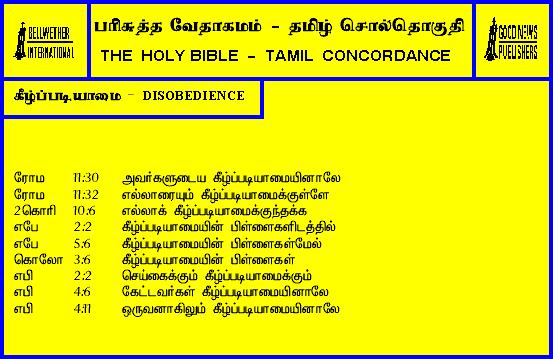 BELLWETHER
INTERNATIONAL
பரிசுத்த வேதாகமம் - தமிழ் சொல்தொகுதி
THE HOLY BIBLE - TAMIL CONCORDANCE
GOOD NEWS
PUBLISHERS
கீழ்ப்படியாமை - DISOBEDIENCE
ரோம 11:30 அவர்களுடைய கீழ்ப்படியாமையினாலே
ரோம 11:32 எல்லாரையும் கீழ்ப்படியாமைக்குள்ளே
2கொரி 10:6 எல்லாக் கீழ்ப்படியாமைக்குந்தக்க
எபே 2:2 கீழ்ப்படியாமையின் பிள்ளைகளிடத்தில்
எபே 5:6 கீழ்ப்படியாமையின் பிள்ளைகள்மேல்
கொலோ 3:6 கீழ்ப்படியாமையின் பிள்ளைகள்
எபி 2:2 செய்கைக்கும் கீழ்ப்படியாமைக்கும்
எபி 4:6 கேட்டவர்கள் கீழ்ப்படியாமையினாலே
எபி 4:11 ஒருவனாகிலும் கீழ்ப்படியாமையினாலே